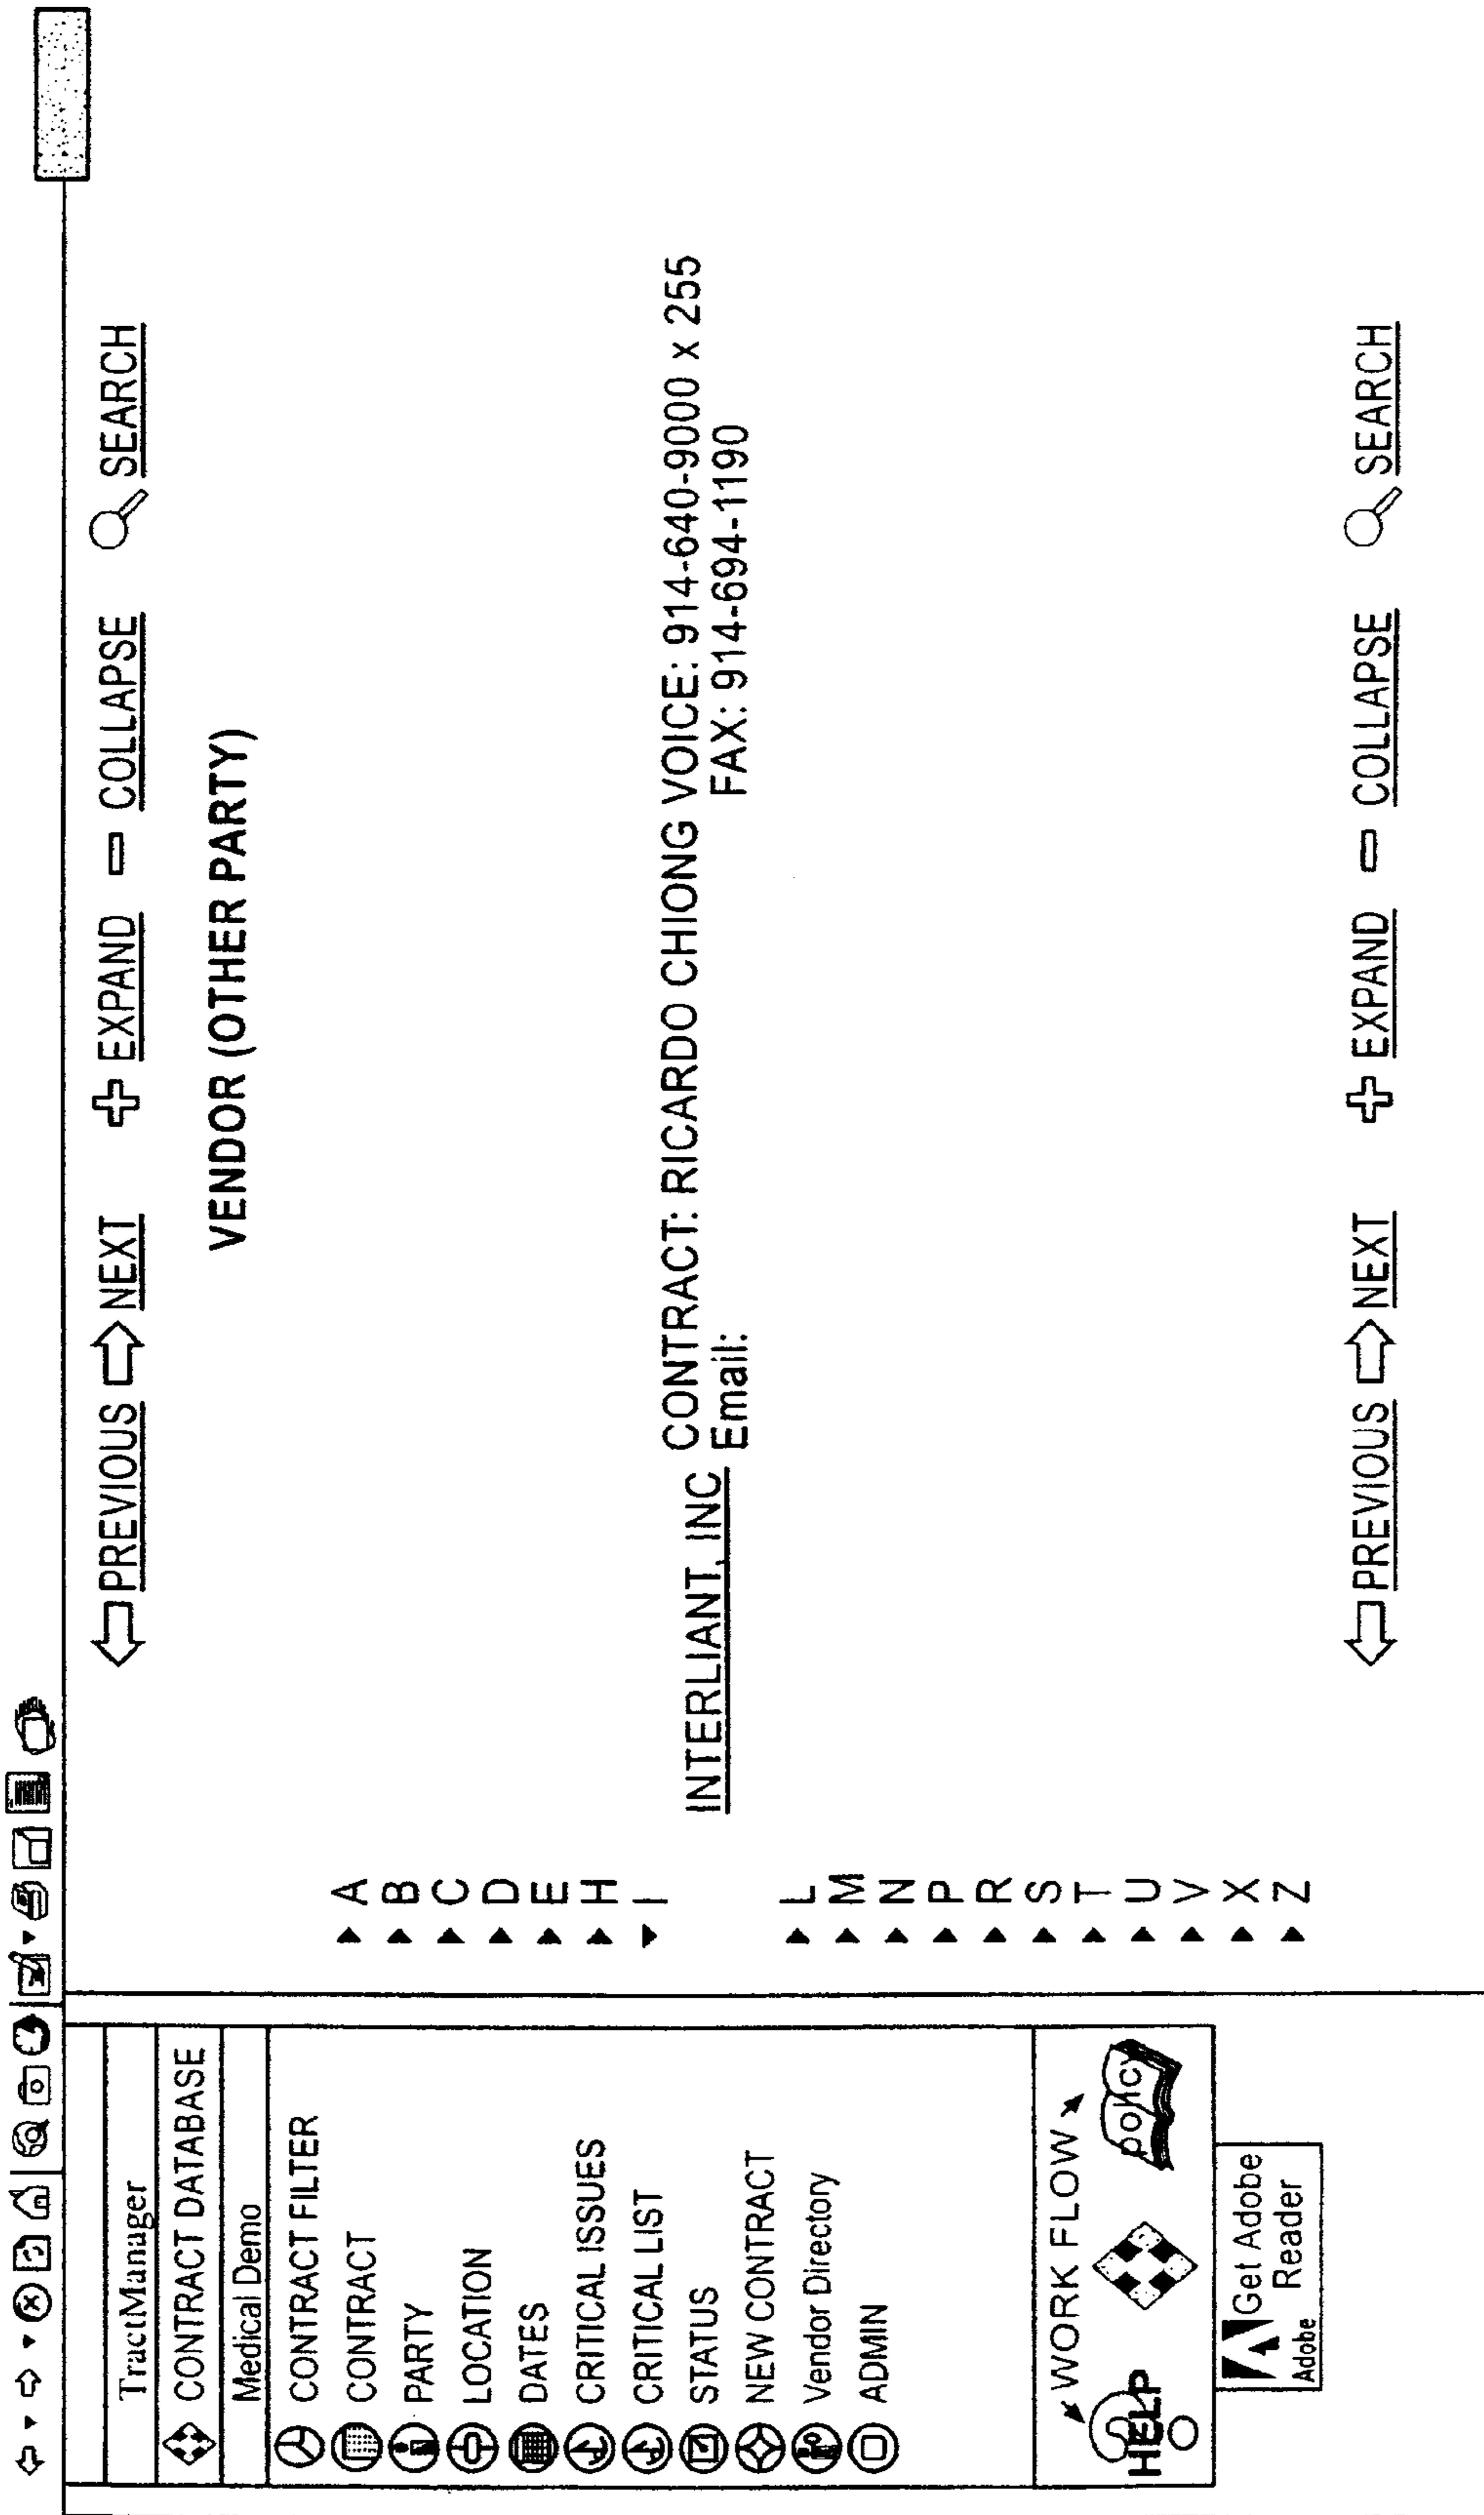 TractManager
CONTRACT DATABASE
Medical Demo
CONTRACT FILTER
CONTRACT
PARTY
LOCATION
DATES
CRITICAL ISSUES
CRITICAL LIST
STATUS
NEW CONTRACT
Vendor Directory
ADMIN
WORK FLOW
HELP
POLICY
Get Adobe
Reader
Adobe
PREVIOUS NEXT EXPAND COLLAPSE SEARCH
VENDOR (OTHER PARTY)
A
B
C
D
E
H
I
INTERLIANT, INC CONTRACT: RICARDO CHIONG VOICE: 914-640-9000 x 255
Email: FAX: 914-694-1190
L
M
N
P
R
S
T
U
V
X
Z
PREVIOUS NEXT EXPAND COLLAPSE SEARCH